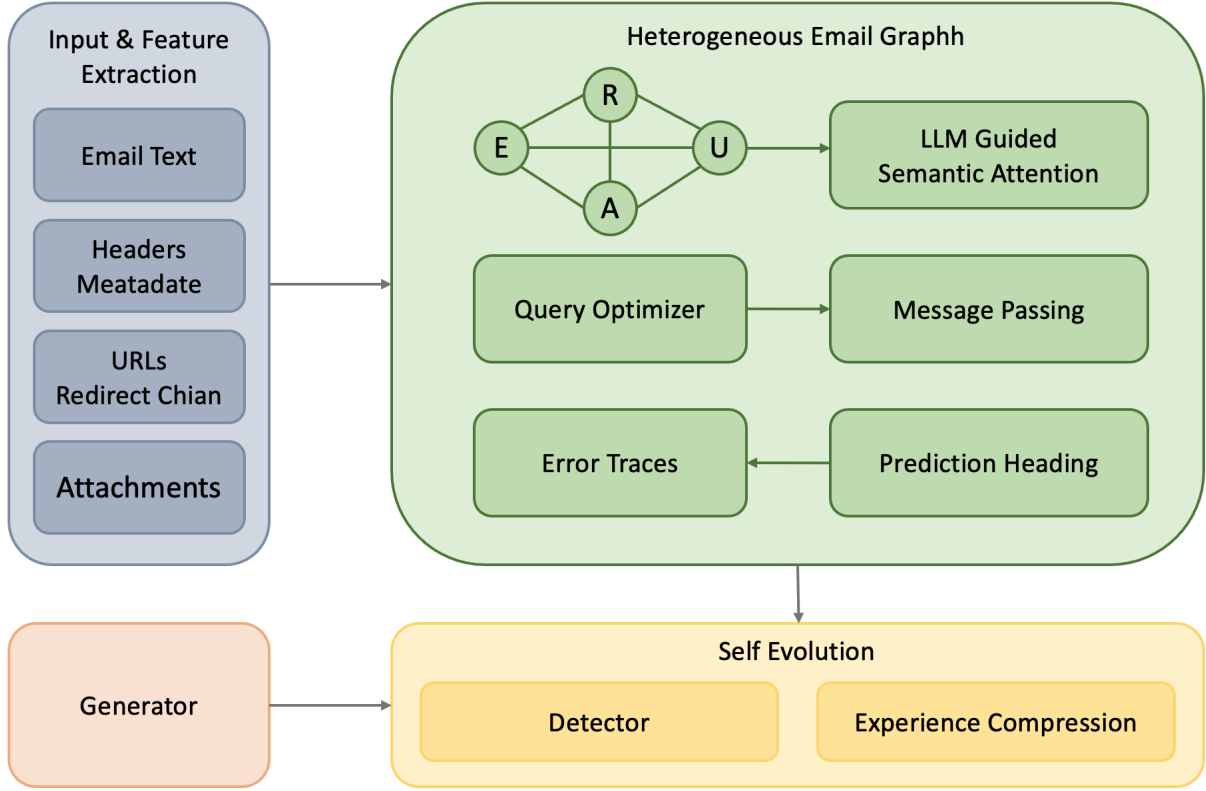 Input & Feature
Extraction
Email Text
Headers
Meatadate
URLs
Redirect Chian
Attachments
Heterogeneous Email Graphh
R
E
U
A
LLM Guided
Semantic Attention
Query Optimizer
Message Passing
Error Traces
Prediction Heading
Generator
Self Evolution
Detector
Experience Compression